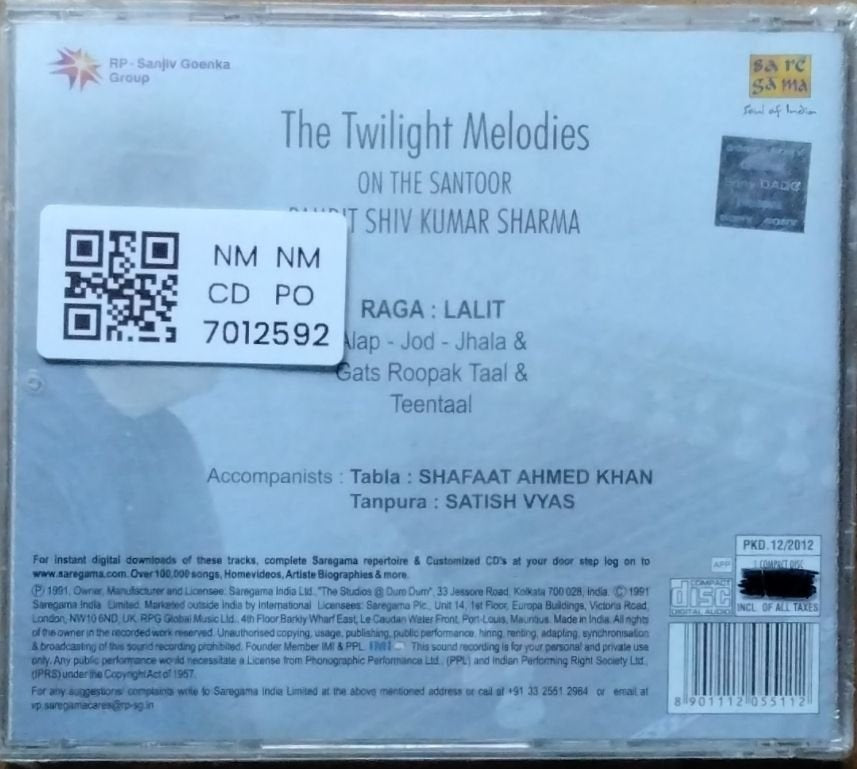 RP - Sanjiv Goenka
Group
sa re
ga ma
Soul of India
The Twilight Melodies
ON THE SANTOOR
SHIV KUMAR SHARMA
NM NM
CD PO
7012592
RAGA : LALIT
Alap - Jod - Jhala &
Gats Roopak Taal &
Teentaal
Accompanists : Tabla : SHAFAAT AHMED KHAN
Tanpura : SATISH VYAS
For instant digital downloads of these tracks, complete Saregama repertoire & Customized CD's at your door step log on to
www.saregama.com. Over 100,000 songs, Homevideos, Artiste Biographies & more.
Ⓟ 1991, Owner, Manufacturer and Licensee: Saregama India Ltd., "The Studios @ Dum Dum", 33 Jessore Road, Kolkata 700 028, India. Ⓒ 1991
Saregama India Limited. Marketed outside India by International Licensees: Saregama Plc., Unit 14, 1st Floor, Europa Buildings, Victoria Road,
London, NW10 6ND, UK. RPG Global Music Ltd., 4th Floor Barkly Wharf East, Le Caudan Water Front, Port-Louis, Mauritius. Made in India. All rights
of the owner in the recorded work reserved. Unauthorised copying, usage, publishing, public performance, hiring, renting, adapting, synchronisation
& broadcasting of this sound recording prohibited. Founder Member IMI & PPL. IMI This sound recording is for your personal and private use
only. Any public performance would necessitate a License from Phonographic Performance Ltd., (PPL) and Indian Performing Right Society Ltd.,
(IPRS) under the Copyright Act of 1957.
For any suggestions/ complaints write to Saregama India Limited at the above mentioned address or call at +91 33 2551 2984 or email at
vp.saregamacares@rp-sg.in
PKD. 12/2012
APP
1 COMPACT DISC
INCL. OF ALL TAXES
COMPACT
disc
DIGITAL AUDIO
8 901112 055112